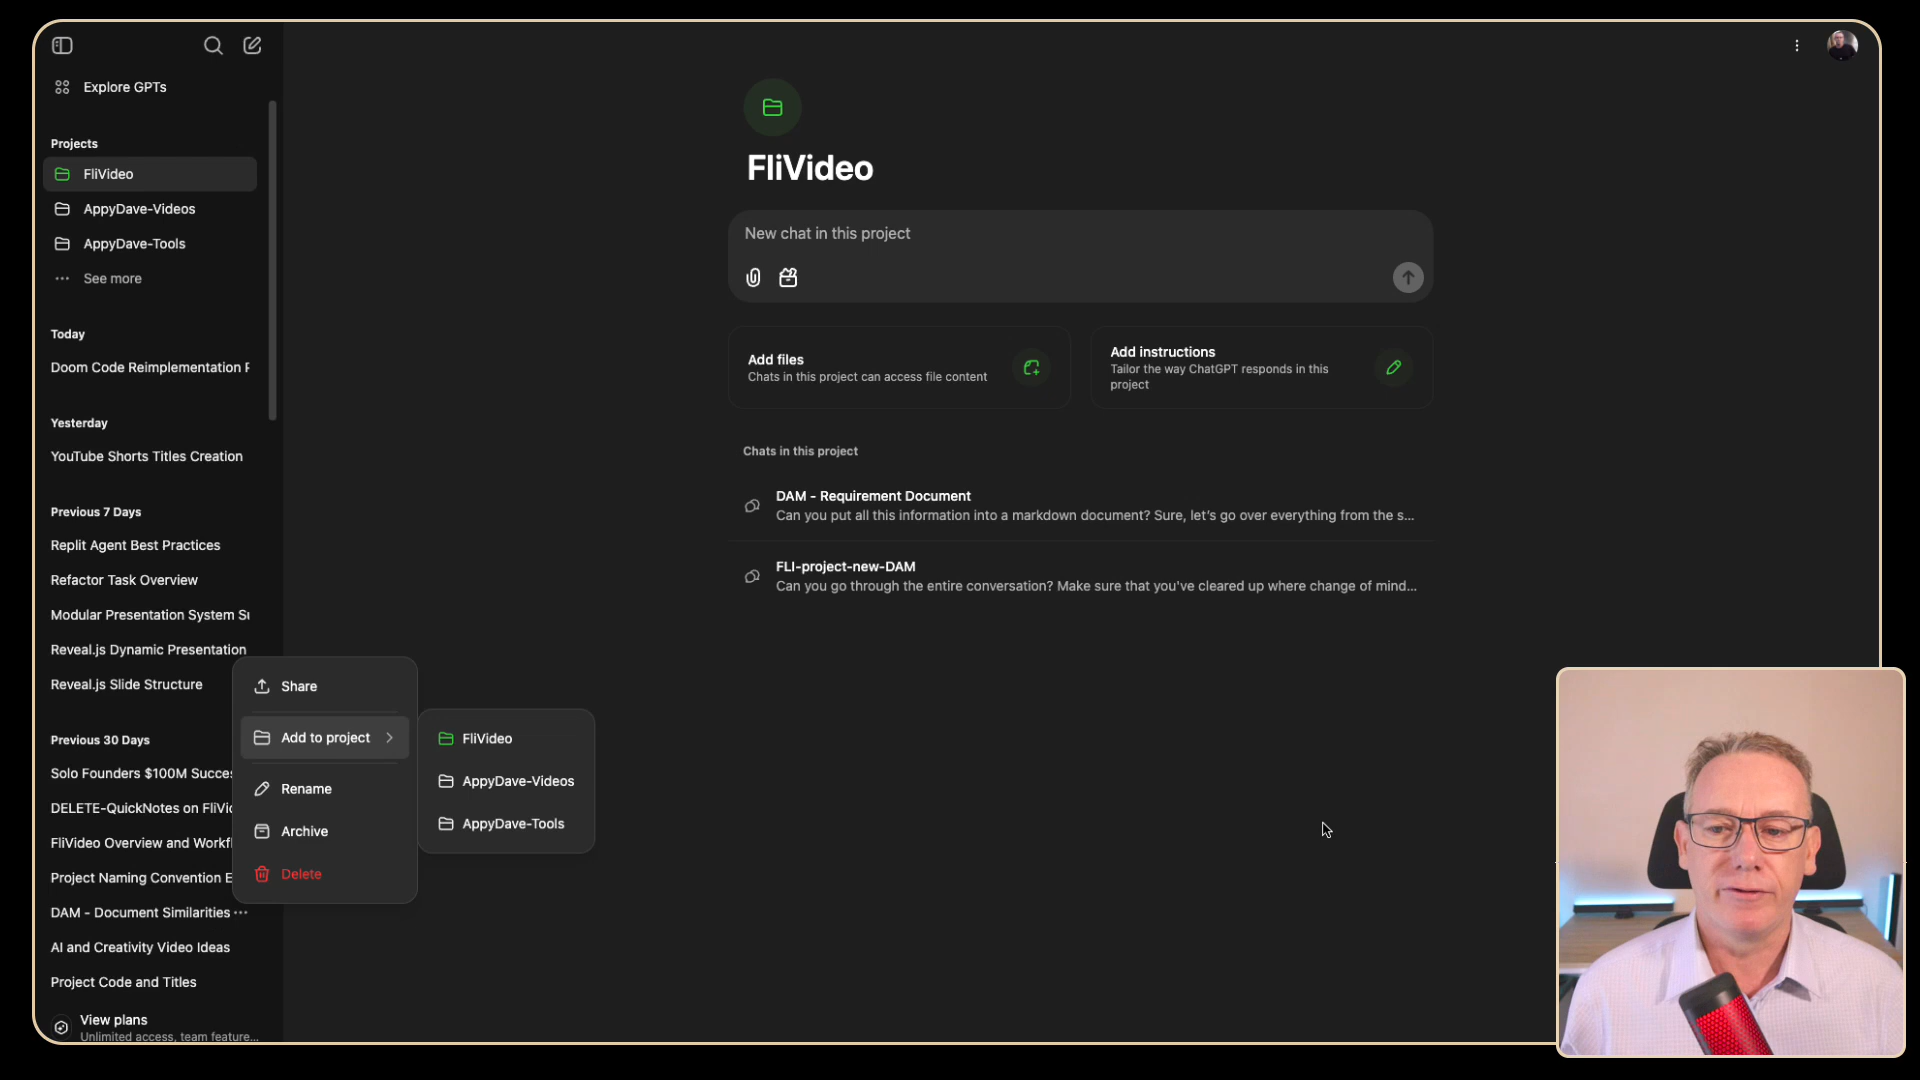 Explore GPTs
Projects
FliVideo
AppyDave-Videos
AppyDave-Tools
See more
Today
Doom Code Reimplementation
Yesterday
YouTube Shorts Titles Creation
Previous 7 Days
Replit Agent Best Practices
Refactor Task Overview
Modular Presentation System
Reveal.js Dynamic Presentation
Reveal.js Slide Structure
Previous 30 Days
Solo Founders $100M
DELETE-QuickNotes on
FliVideo Overview and
Project Naming Convention
DAM - Document Similarities
AI and Creativity Video Ideas
Project Code and Titles
View plans
Unlimited access, team feature...
Share
Add to project
Rename
Archive
Delete
FliVideo
AppyDave-Videos
AppyDave-Tools
FliVideo
New chat in this project
Add files
Chats in this project can access file content
Add instructions
Tailor the way ChatGPT responds in this
project
Chats in this project
DAM - Requirement Document
Can you put all this information into a markdown document? Sure, let's go over everything from the s...
FLI-project-new-DAM
Can you go through the entire conversation? Make sure that you've cleared up where change of mind...